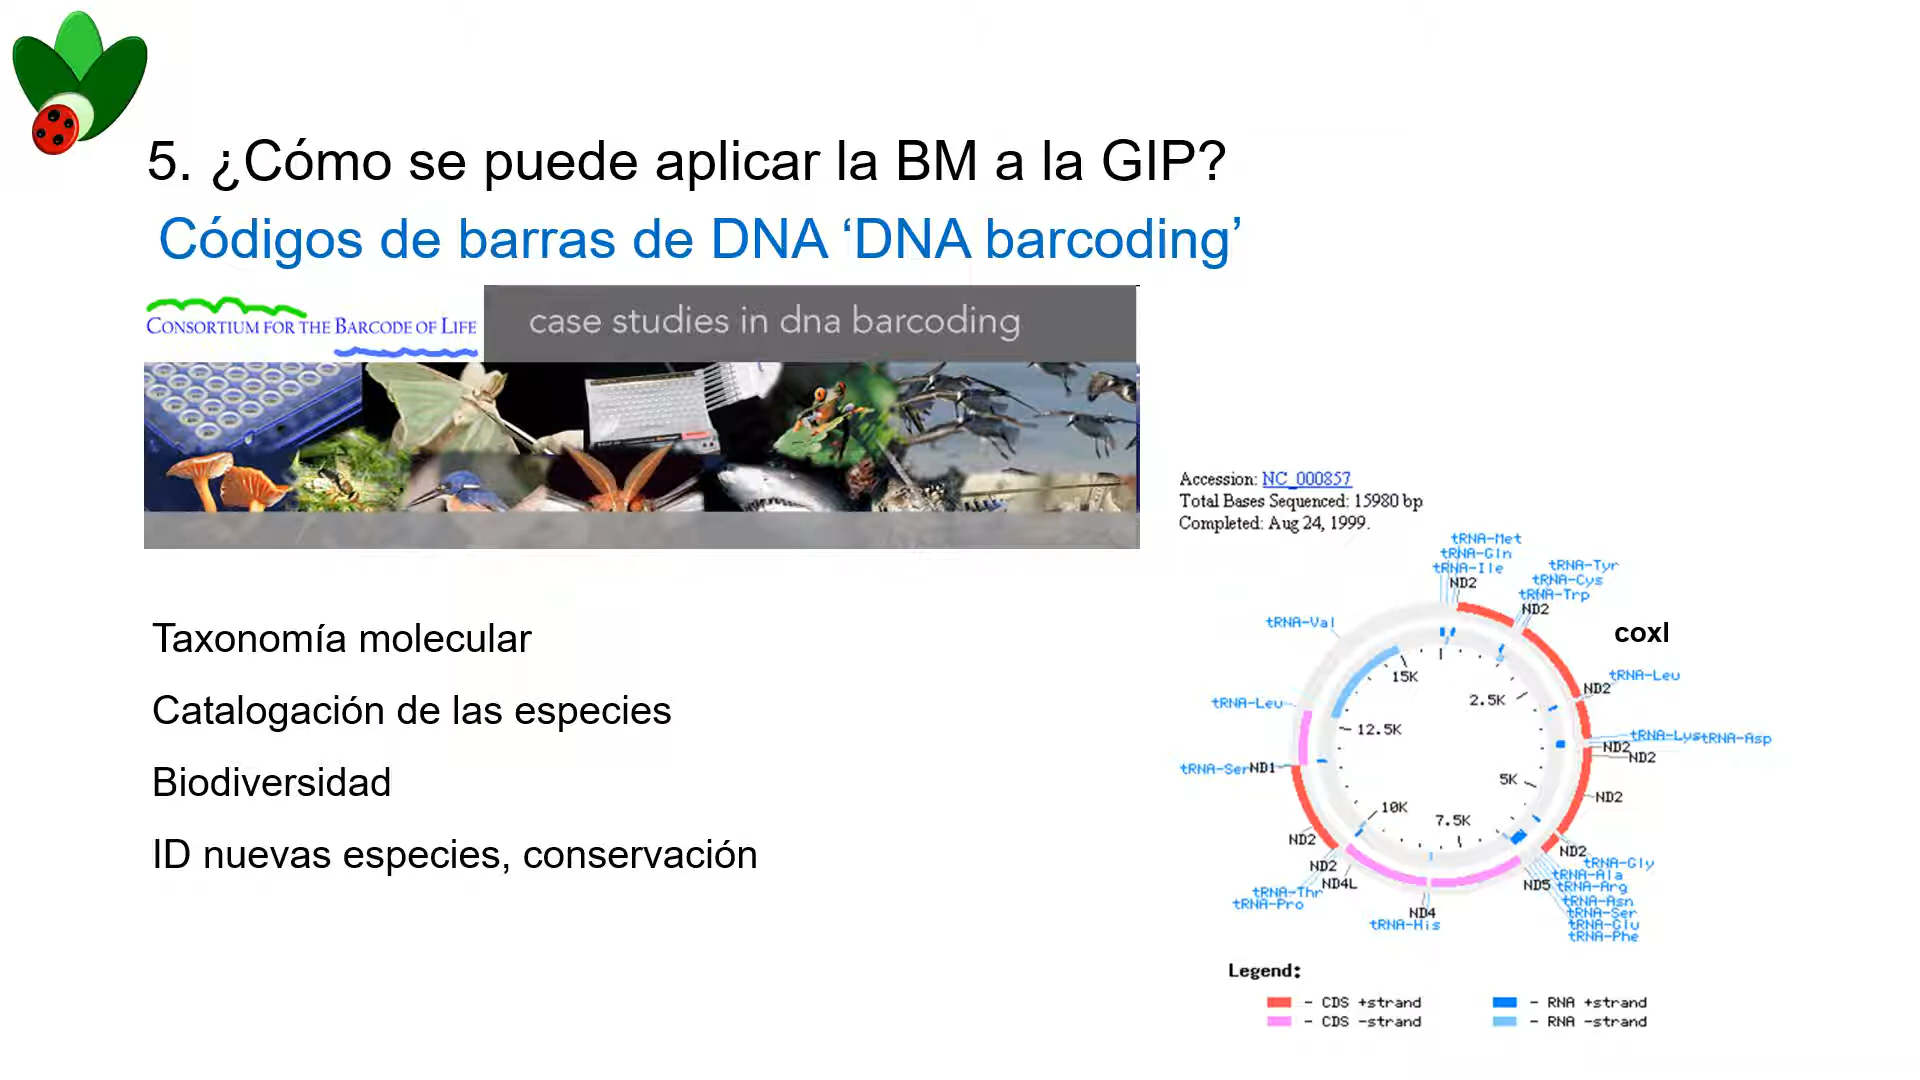 5. ¿Cómo se puede aplicar la BM a la GIP?
Códigos de barras de DNA ‘DNA barcoding’
CONSORTIUM FOR THE BARCODE OF LIFE
case studies in dna barcoding
Taxonomía molecular
Catalogación de las especies
Biodiversidad
ID nuevas especies, conservación
Accession: NC_000857
Total Bases Sequenced: 15980 bp
Completed: Aug 24, 1999.
tRNA-Met
tRNA-Gln
tRNA-Ile
ND2
tRNA-Tyr
tRNA-Cys
tRNA-Trp
ND2
coxl
tRNA-Val
15K
2.5K
ND2
tRNA-Leu
tRNA-Leu
12.5K
tRNA-Lys
tRNA-Asp
ND2
ND2
tRNA-Ser
ND1
5K
ND2
10K
7.5K
ND2
ND2
ND2
tRNA-Gly
ND4L
ND5
tRNA-Ala
tRNA-Arg
tRNA-Asn
tRNA-Ser
tRNA-Glu
tRNA-Phe
tRNA-Thr
tRNA-Pro
ND4
tRNA-His
Legend:
- CDS +strand
- RNA +strand
- CDS -strand
- RNA -strand